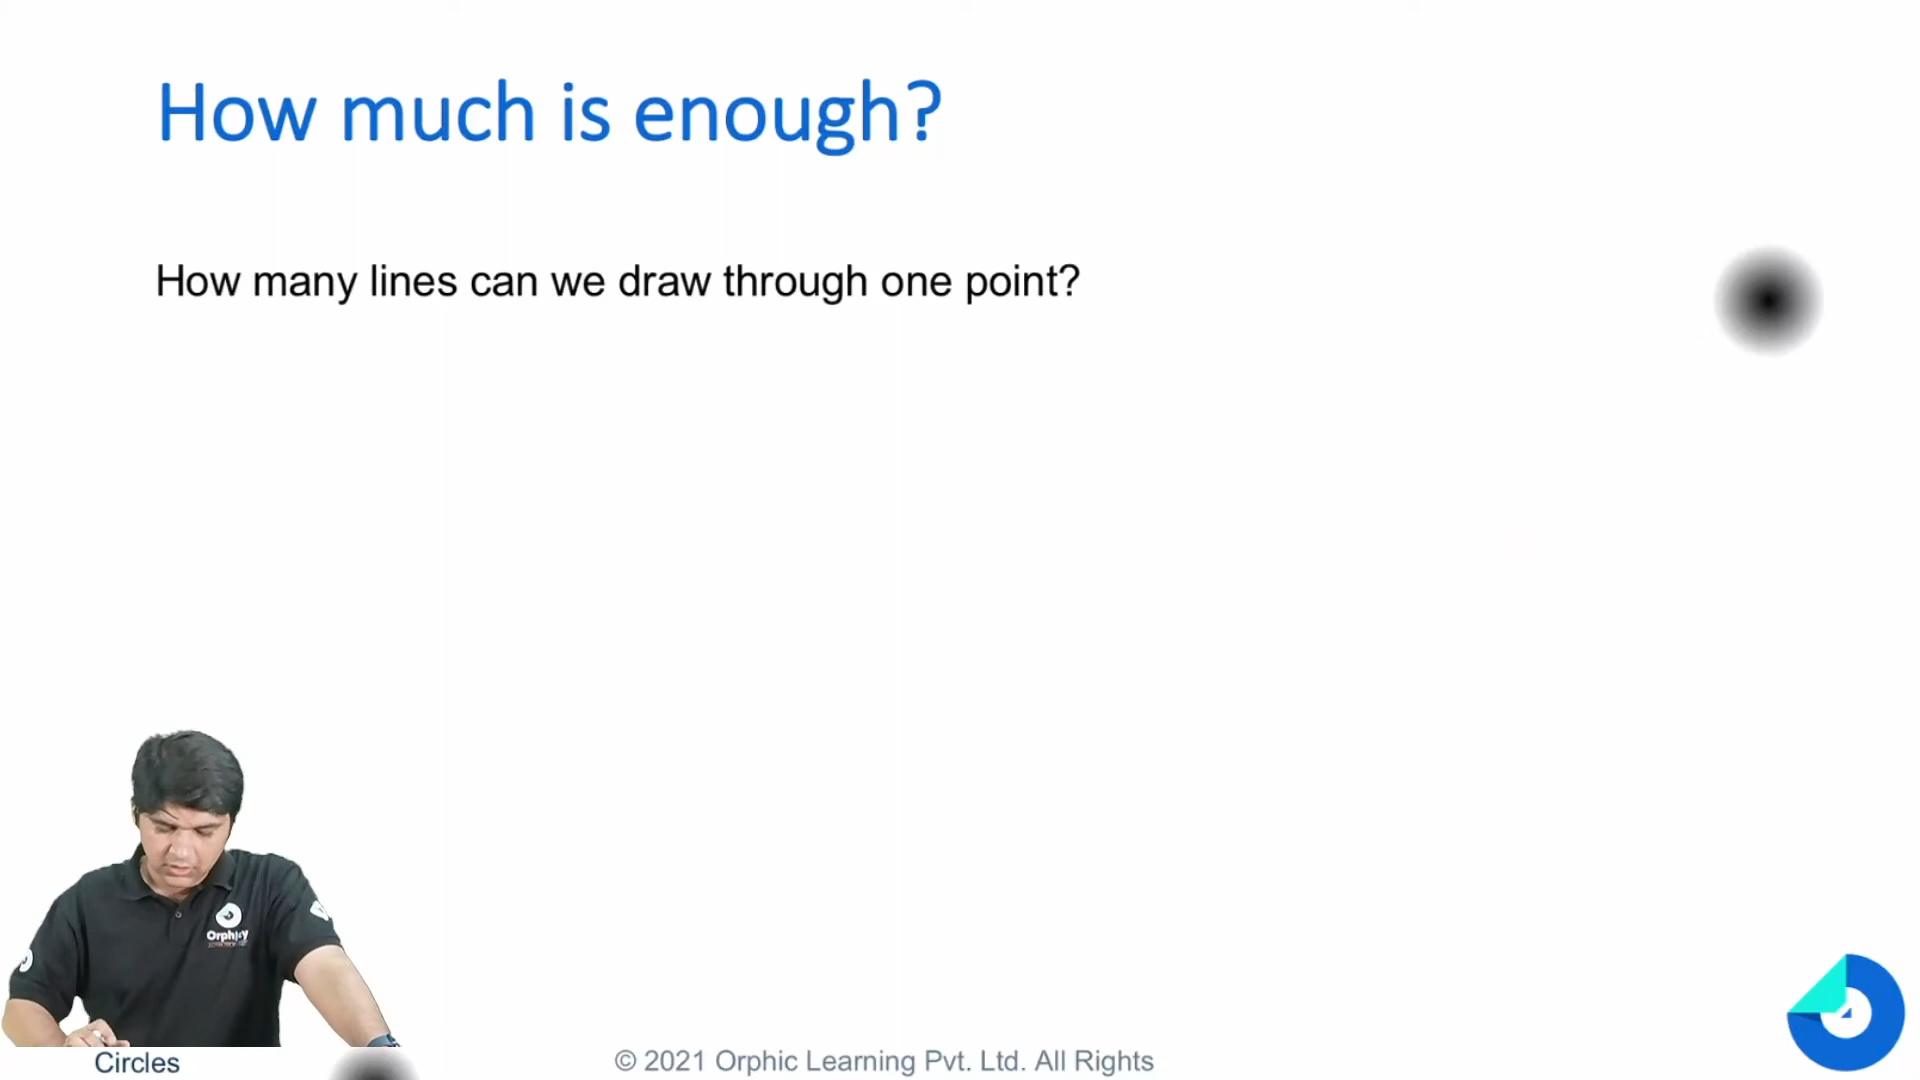 How much is enough?
How many lines can we draw through one point?
Circles
© 2021 Orphic Learning Pvt. Ltd. All Rights